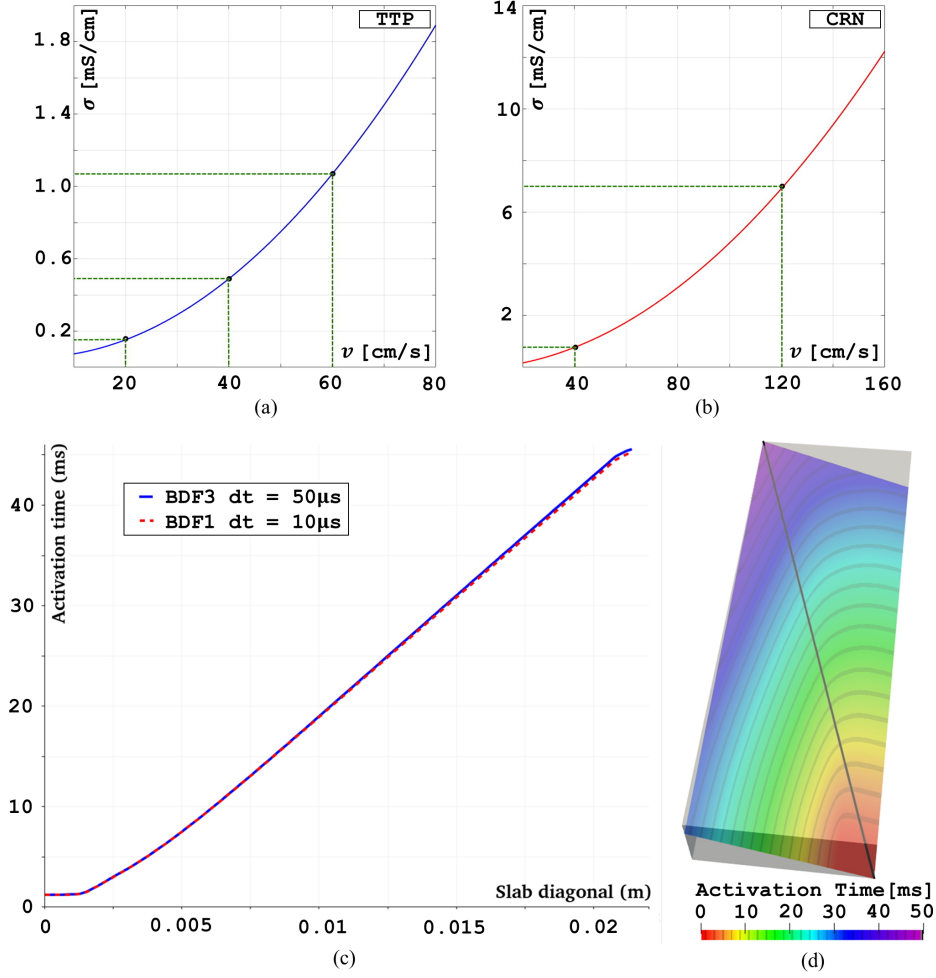 TTP
σ [mS/cm]
1.8
1.4
1.0
0.6
0.2
v [cm/s]
20 40 60 80
(a)
CRN
σ [mS/cm]
14
10
6
2
v [cm/s]
40 80 120 160
(b)
Activation time (ms)
40
30
20
10
0
BDF3 dt = 50μs
BDF1 dt = 10μs
Slab diagonal (m)
0 0.005 0.01 0.015 0.02
(c)
Activation Time[ms]
0 10 20 30 40 50
(d)